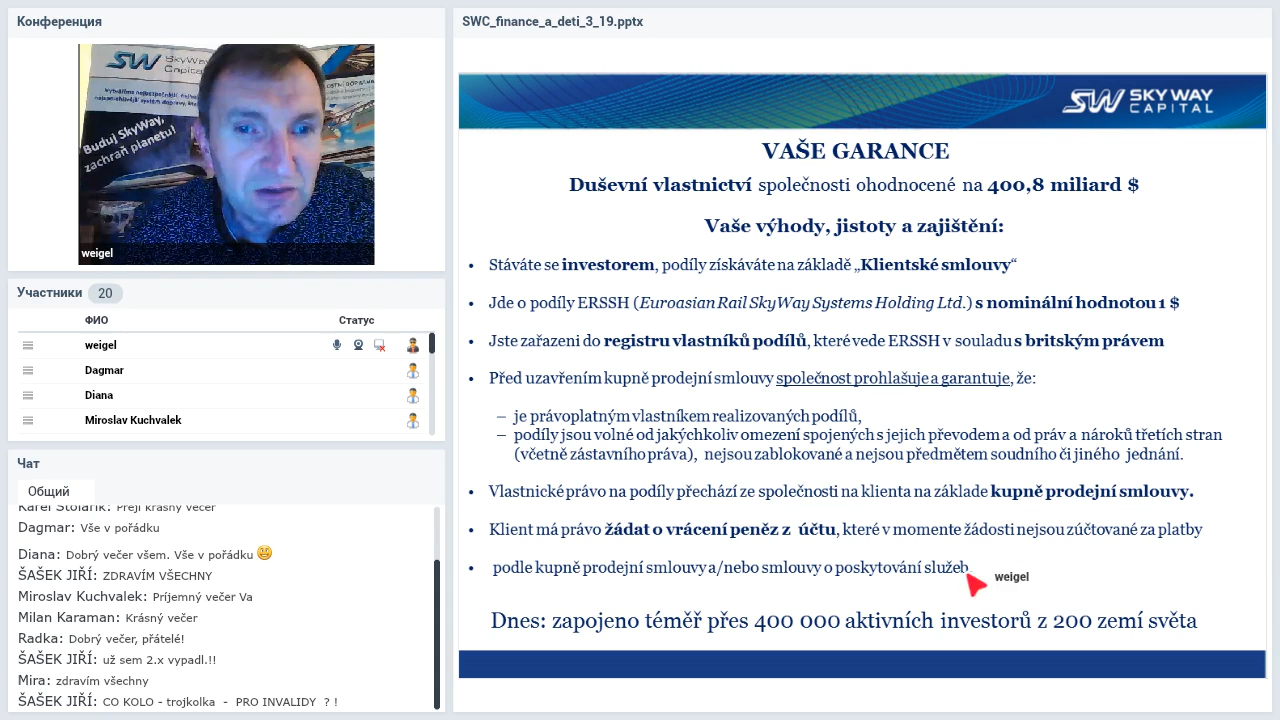 Конференция
SW SkyWay
Capital
Buduj SkyWay,
zachraň planetu!
weigel
Участники 20
ФИО Статус
weigel
Dagmar
Diana
Miroslav Kuchvalek
Чат
Общий
Karel Stolařík: Přeji krásný večer
Dagmar: Vše v pořádku
Diana: Dobrý večer všem. Vše v pořádku
ŠAŠEK JIŘÍ: ZDRAVÍM VŠECHNY
Miroslav Kuchvalek: Príjemný večer Va
Milan Karaman: Krásný večer
Radka: Dobrý večer, přátelé!
ŠAŠEK JIŘÍ: už sem 2.x vypadl.!!
Mira: zdravím všechny
ŠAŠEK JIŘÍ: CO KOLO - trojkolka - PRO INVALIDY ? !
SWC_finance_a_deti_3_19.pptx
SW SKY WAY
CAPITAL
VAŠE GARANCE
Duševní vlastnictví společnosti ohodnocené na 400,8 miliard $
Vaše výhody, jistoty a zajištění:
• Stáváte se investorem, podíly získáváte na základě „Klientské smlouvy“
• Jde o podíly ERSSH (Euroasian Rail SkyWay Systems Holding Ltd.) s nominální hodnotou 1 $
• Jste zařazeni do registru vlastníků podílů, které vede ERSSH v souladu s britským právem
• Před uzavřením kupně prodejní smlouvy společnost prohlašuje a garantuje, že:
– je právoplatným vlastníkem realizovaných podílů,
– podíly jsou volné od jakýchkoliv omezení spojených s jejich převodem a od práv a nároků třetích stran
(včetně zástavního práva), nejsou zablokované a nejsou předmětem soudního či jiného jednání.
• Vlastnické právo na podíly přechází ze společnosti na klienta na základe kupně prodejní smlouvy.
• Klient má právo žádat o vrácení peněz z účtu, které v momente žádosti nejsou zúčtované za platby
• podle kupně prodejní smlouvy a/nebo smlouvy o poskytování služeb
weigel
Dnes: zapojeno téměř přes 400 000 aktivních investorů z 200 zemí světa